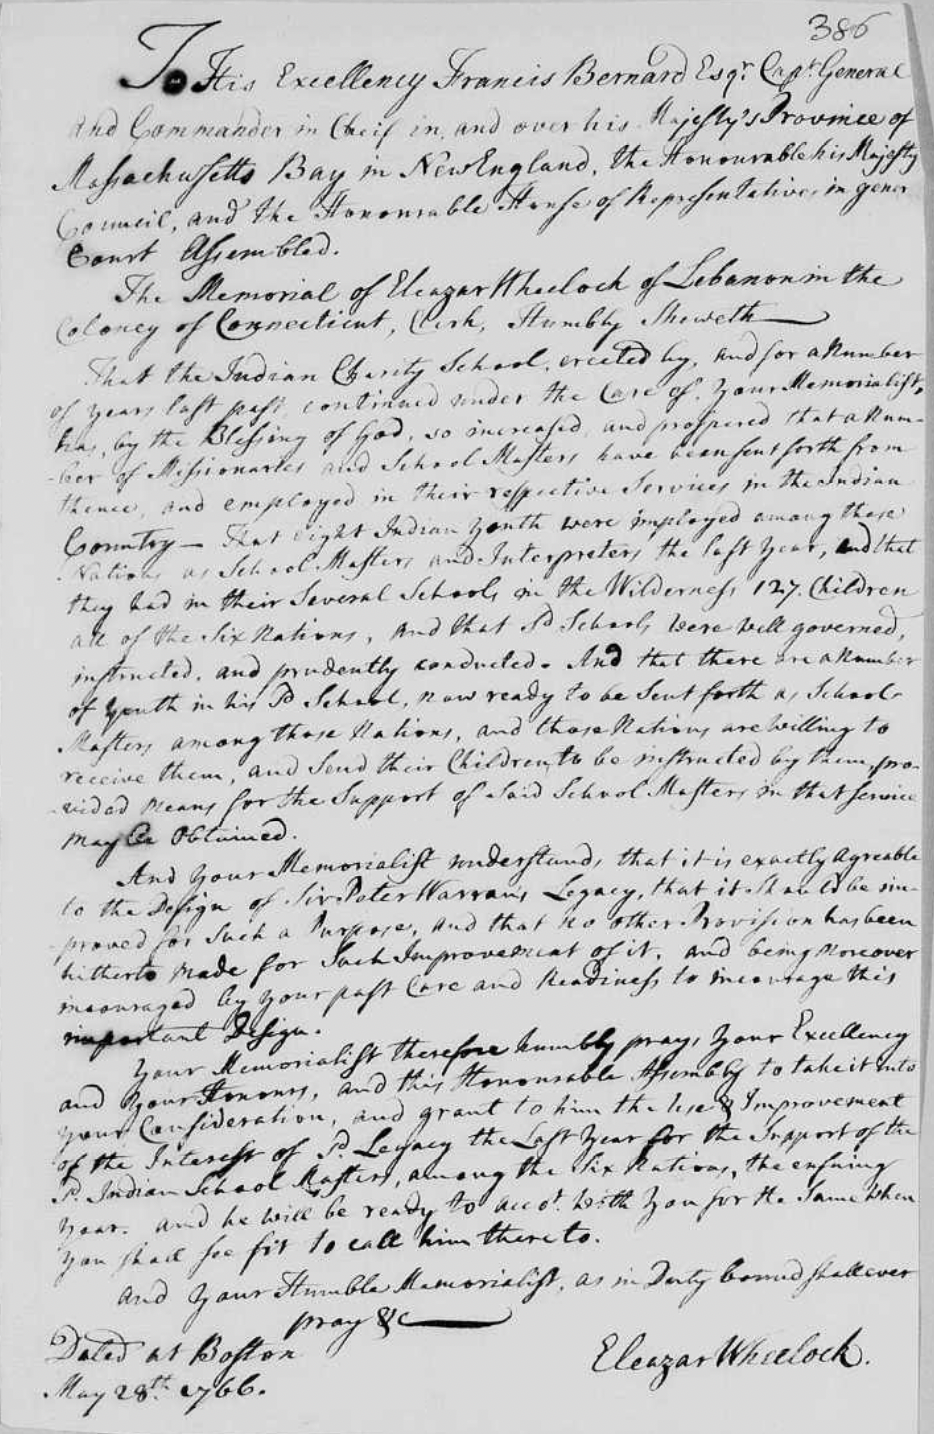 386
To His Excellency Francis Bernard Esqr. Capt. General
and Commander in Cheif in, and over his Majesty's Province of
Massachussetts Bay in NewEngland, the Honourable his Majesty
Council, and the Honourable House of Representatives in gener
Court Assembled.
The Memorial of Eleazar Wheelock of Lebanon in the
Coloney of Connecticut, Clerk, Humbly Sheweth
That the Indian Charity School, erected by, and for a Number
of years last past, continued under the Care of, Your Memorialist,
has, by the Blessing of God, so increased, and prospered that a Num-
-ber of Missionaries and School Masters have been sent forth from
thence, and employed in their respective Services in the Indian
Country — That eight Indian Youth were imployed among those
Nations as School Masters and Interpreters the last Year, and that
they had in their Several Schools in the Wilderness 127. Children
all of the Six Nations, and that Sd Schools were well governed,
instructed, and prudently conducted. And that there are a Number
of Youth in his Sd School, now ready to be Sent forth as School-
Masters among those Nations, and those Nations are willing to
receive them, and Send their Children to be instructed by them, pro-
-vided Means for the Support of Said School Masters in that service
may be Obtained.
And Your Memorialist understands that it is exactly Agreable
to the Design of Sir Peter Warran's Legacy, that it should be im-
-proved for Such a Purpose, and that no other Provision has been
hitherto made for Such Improvement of it, and being moreover
incouraged by your past Care and Readiness to incourage this
important Design.
Your Memorialist therefore humbly prays Your Excellency
and Your Honours, and this Honourable Assembly to take it into
your Consideration, and grant to him the Use & Improvement
of the Interest of Sd. Legacy the Last Year for the Support of the
Sd. Indian School Masters, among the Six Nations, the ensuing
Year. and he will be ready to accot. with You for the Same when
You shall see fit to call him thereto.
And Your Humble Memorialist, as in Duty bound shall ever
pray &c
Dated at Boston
May 28th. 1766.
Eleazar Wheelock.